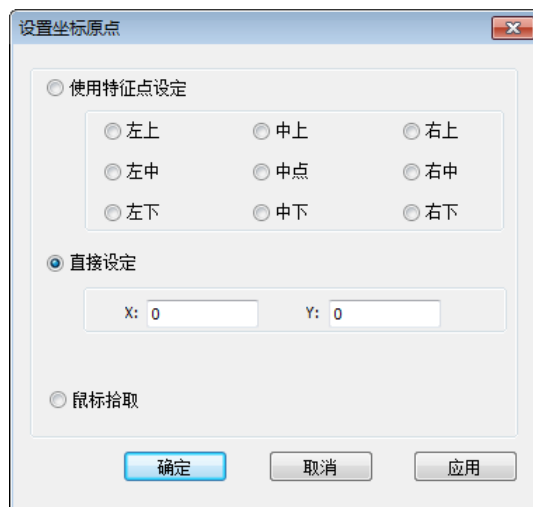 设置坐标原点
使用特征点设定
左上 中上 右上
左中 中点 右中
左下 中下 右下
直接设定
X: 0 Y: 0
鼠标拾取
确定 取消 应用